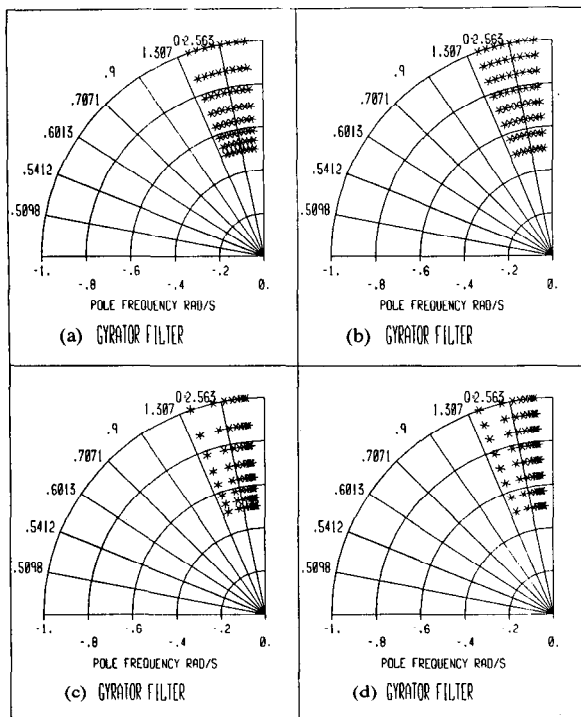 Q=2.563
1.307
.9
.7071
.6013
.5412
.5098
-1. -.8 -.6 -.4 -.2 0.
POLE FREQUENCY RAD/S
(a) GYRATOR FILTER
Q=2.563
1.307
.9
.7071
.6013
.5412
.5098
-1. -.8 -.6 -.4 -.2 0.
POLE FREQUENCY RAD/S
(b) GYRATOR FILTER
Q=2.563
1.307
.9
.7071
.6013
.5412
.5098
-1. -.8 -.6 -.4 -.2 0.
POLE FREQUENCY RAD/S
(c) GYRATOR FILTER
Q=2.563
1.307
.9
.7071
.6013
.5412
.5098
-1. -.8 -.6 -.4 -.2 0.
POLE FREQUENCY RAD/S
(d) GYRATOR FILTER